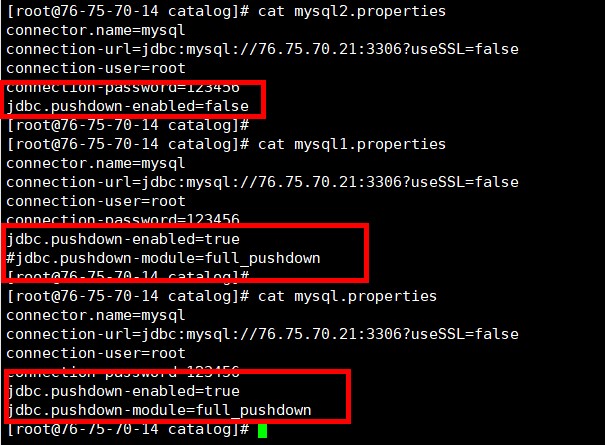 [root@76-75-70-14 catalog]# cat mysql2.properties
connector.name=mysql
connection-url=jdbc:mysql://76.75.70.21:3306?useSSL=false
connection-user=root
connection-password=123456
jdbc.pushdown-enabled=false
[root@76-75-70-14 catalog]#
[root@76-75-70-14 catalog]# cat mysql1.properties
connector.name=mysql
connection-url=jdbc:mysql://76.75.70.21:3306?useSSL=false
connection-user=root
connection-password=123456
jdbc.pushdown-enabled=true
#jdbc.pushdown-module=full_pushdown
[root@76-75-70-14 catalog]#
[root@76-75-70-14 catalog]# cat mysql.properties
connector.name=mysql
connection-url=jdbc:mysql://76.75.70.21:3306?useSSL=false
connection-user=root
connection-password=123456
jdbc.pushdown-enabled=true
jdbc.pushdown-module=full_pushdown
[root@76-75-70-14 catalog]#